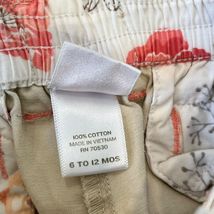 100% COTTON
MADE IN VIETNAM
RN 70530
6 TO 12 MOS